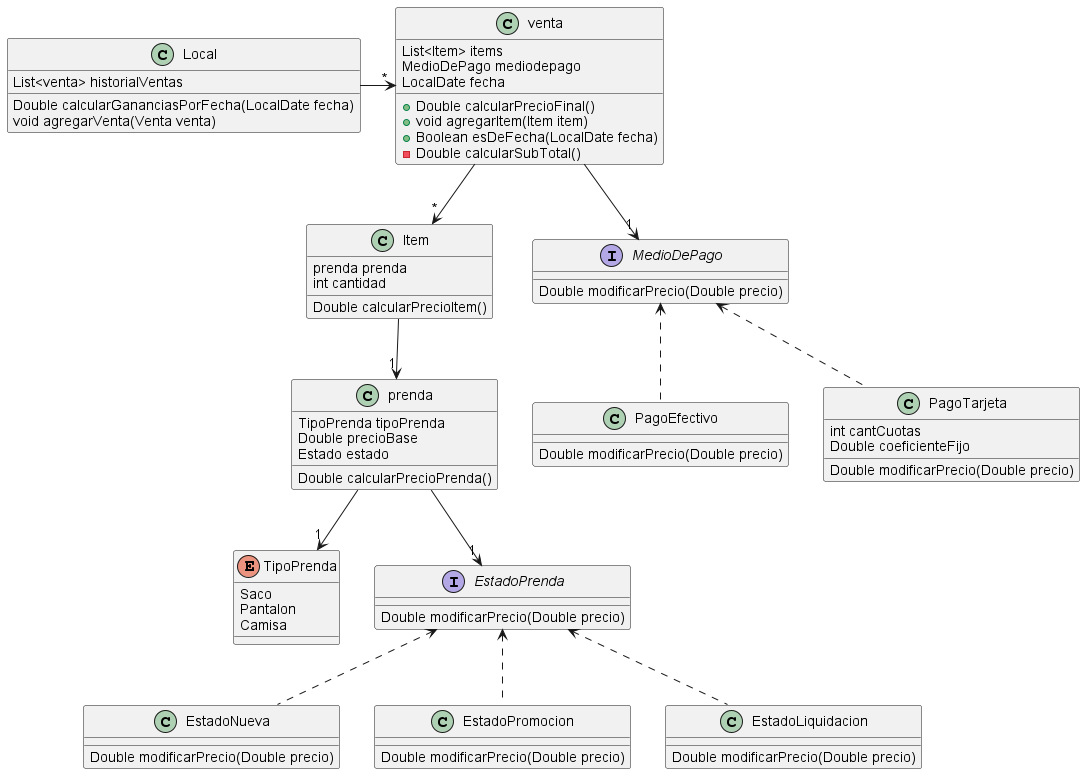 C venta
List<Item> items
MedioDePago mediodepago
LocalDate fecha
Double calcularPrecioFinal()
void agregarItem(Item item)
Boolean esDeFecha(LocalDate fecha)
Double calcularSubTotal()
C Local
List<venta> historialVentas
Double calcularGananciasPorFecha(LocalDate fecha)
void agregarVenta(Venta venta)
*
*
1
C Item
prenda prenda
int cantidad
Double calcularPrecioItem()
I MedioDePago
Double modificarPrecio(Double precio)
1
C prenda
TipoPrenda tipoPrenda
Double precioBase
Estado estado
Double calcularPrecioPrenda()
C PagoEfectivo
Double modificarPrecio(Double precio)
C PagoTarjeta
int cantCuotas
Double coeficienteFijo
Double modificarPrecio(Double precio)
1
1
E TipoPrenda
Saco
Pantalon
Camisa
I EstadoPrenda
Double modificarPrecio(Double precio)
C EstadoNueva
Double modificarPrecio(Double precio)
C EstadoPromocion
Double modificarPrecio(Double precio)
C EstadoLiquidacion
Double modificarPrecio(Double precio)